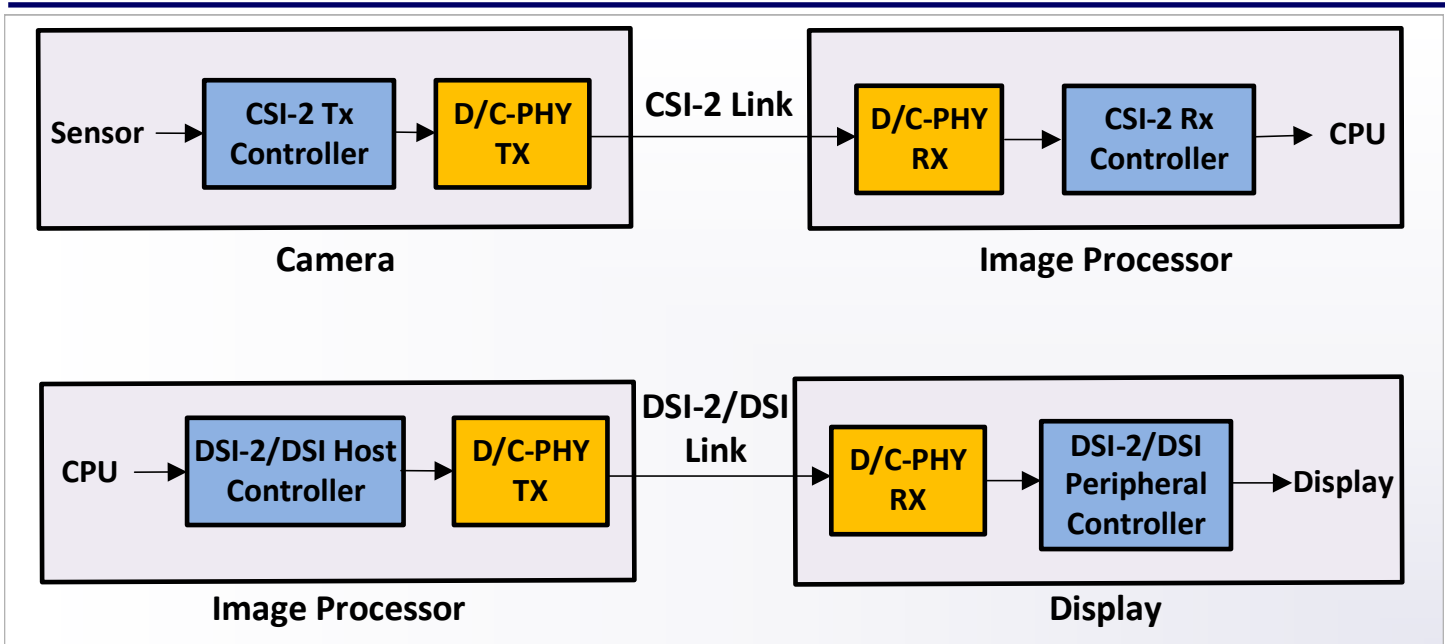 Sensor
CSI-2 Tx
Controller
D/C-PHY
TX
CSI-2 Link
D/C-PHY
RX
CSI-2 Rx
Controller
CPU
Camera
Image Processor
CPU
DSI-2/DSI Host
Controller
D/C-PHY
TX
DSI-2/DSI
Link
D/C-PHY
RX
DSI-2/DSI
Peripheral
Controller
Display
Image Processor
Display